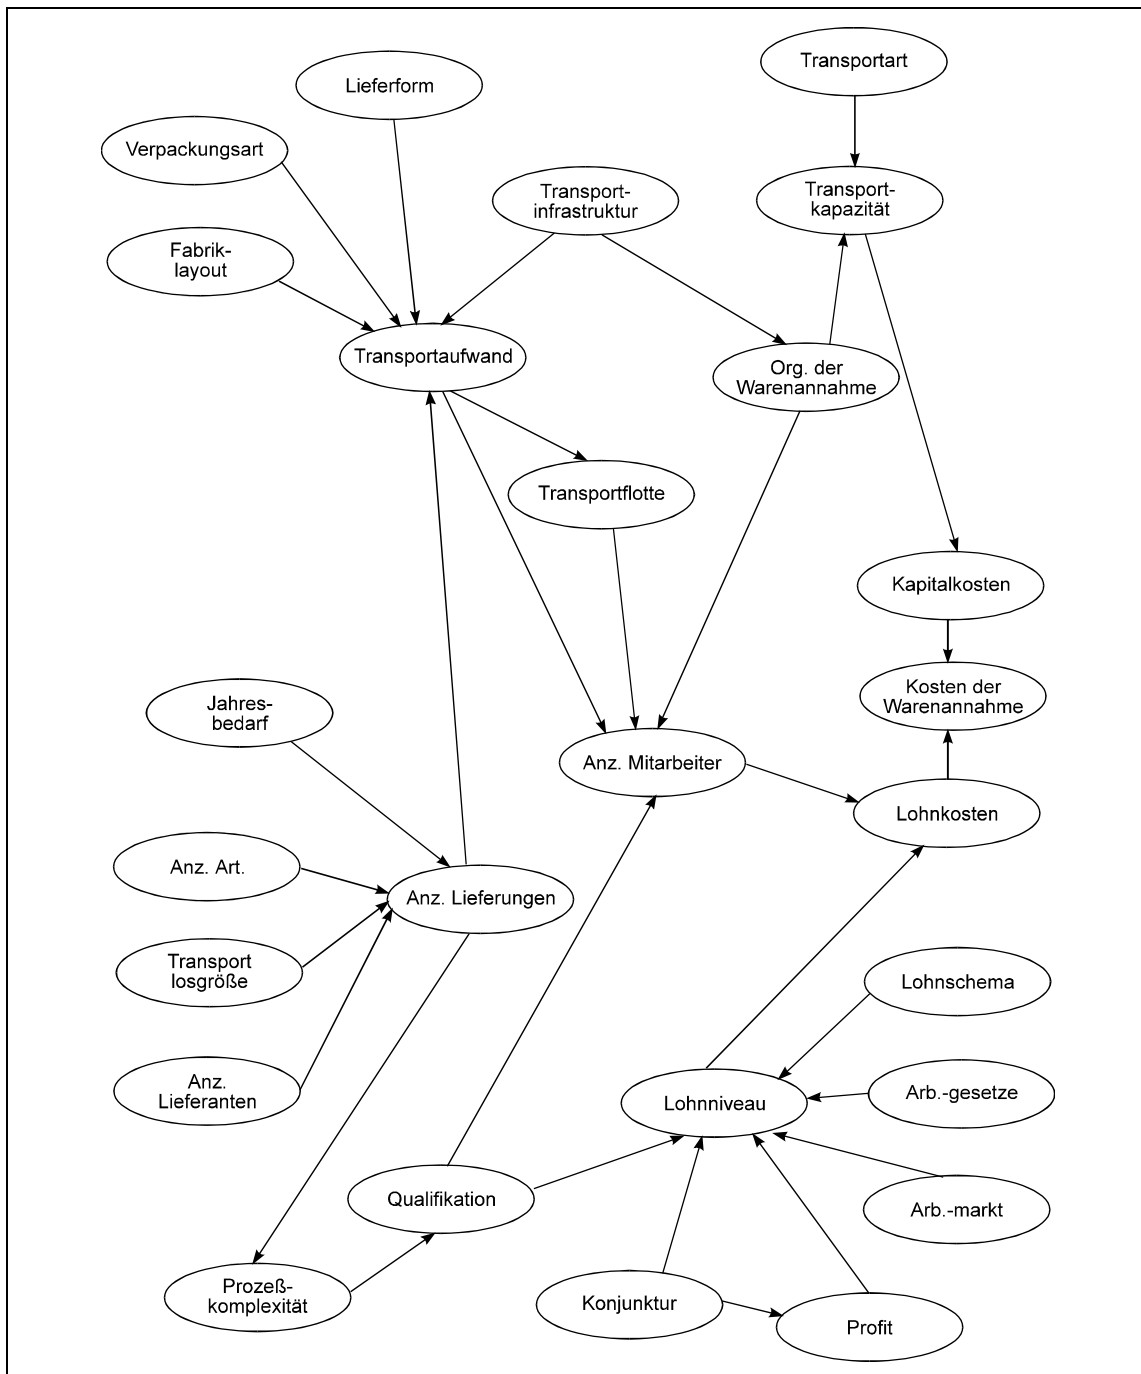 Transportart
Lieferform
Verpackungsart
Transport-
infrastruktur
Transport-
kapazität
Fabrik-
layout
Transportaufwand
Org. der
Warenannahme
Transportflotte
Kapitalkosten
Kosten der
Warenannahme
Jahres-
bedarf
Anz. Mitarbeiter
Lohnkosten
Anz. Art.
Anz. Lieferungen
Transport
losgröße
Lohnschema
Anz.
Lieferanten
Lohnniveau
Arb.-gesetze
Qualifikation
Arb.-markt
Prozeß-
komplexität
Konjunktur
Profit